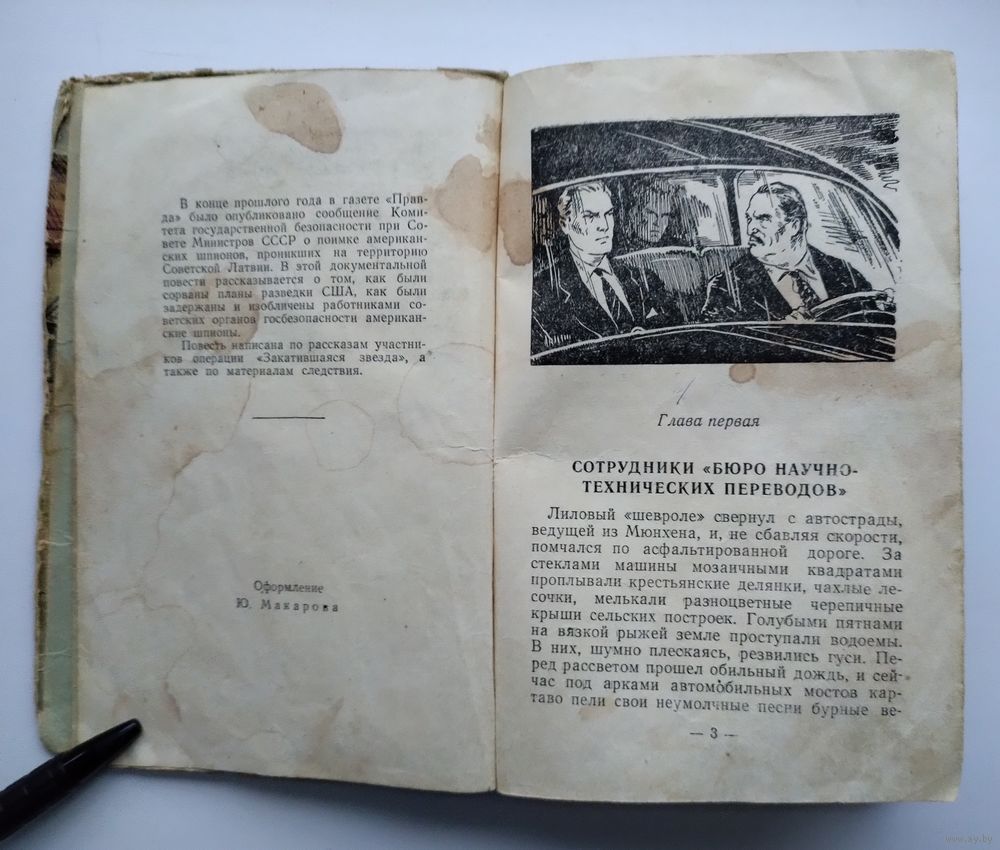 В конце прошлого года в газете «Прав-
да» было опубликовано сообщение Коми-
тета государственной безопасности при Со-
вете Министров СССР о поимке американ-
ских шпионов, проникших на территорию
Советской Латвии. В этой документальной
повести рассказывается о том, как были
сорваны планы разведки США, как были
задержаны и изобличены работниками со-
ветских органов госбезопасности американ-
ские шпионы.
Повесть написана по рассказам участни-
ков операции «Закатившаяся звезда», а
также по материалам следствия.
Оформление
Ю. Макарова
Глава первая
СОТРУДНИКИ «БЮРО НАУЧНО-
ТЕХНИЧЕСКИХ ПЕРЕВОДОВ»
Лиловый «шевроле» свернул с автострады,
ведущей из Мюнхена, и, не сбавляя скорости,
помчался по асфальтированной дороге. За
стеклами машины мозаичными квадратами
проплывали крестьянские делянки, чахлые ле-
сочки, мелькали разноцветные черепичные
крыши сельских построек. Голубыми пятнами
на вязкой рыжей земле проступали водоемы.
В них, шумно плескаясь, резвились гуси. Пе-
ред рассветом прошел обильный дождь, и сей-
час под арками автомобильных мостов кар-
таво пели свои неумолчные песни бурные ве-
— 3 —
www.ay.by